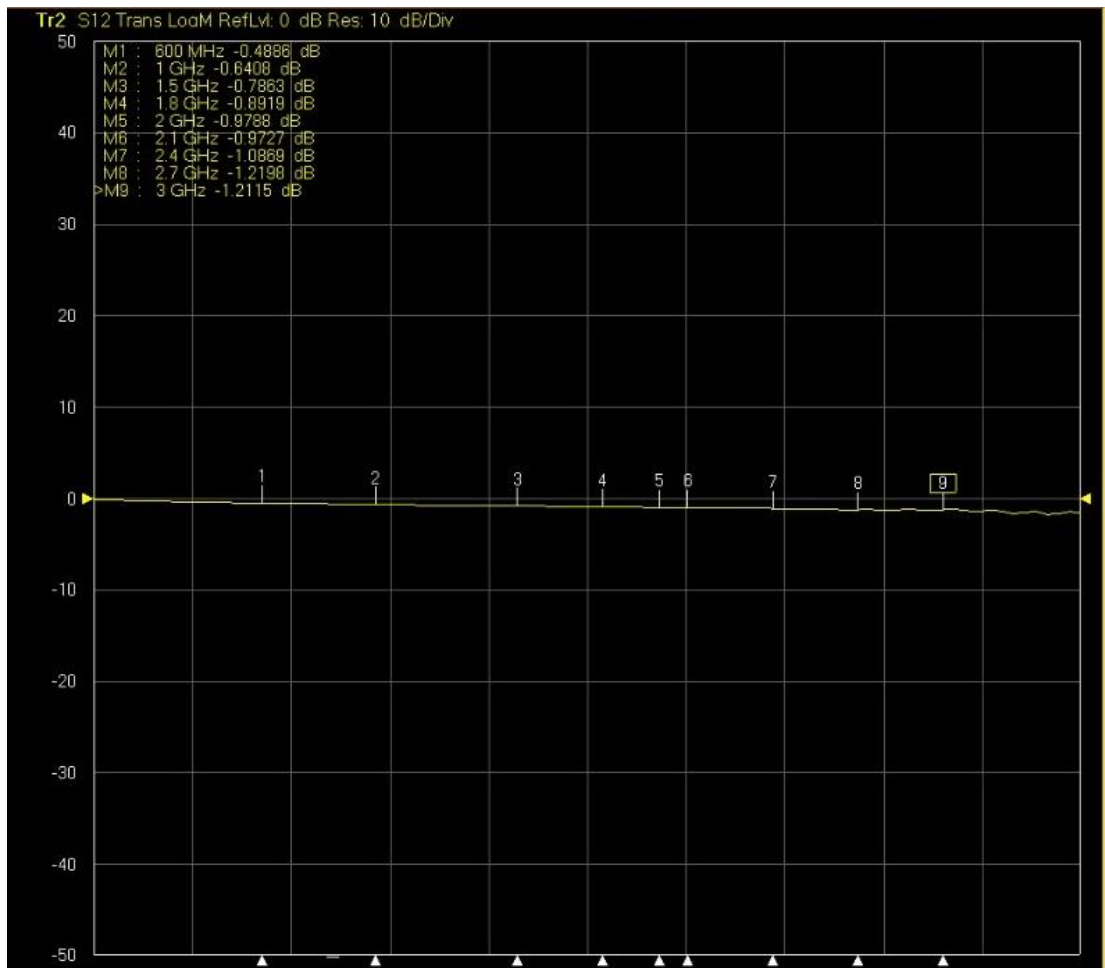 Tr2 S12 Trans LogM RefLvl: 0 dB Res: 10 dB/Div
50
M1 : 600 MHz -0.4886 dB
M2 : 1 GHz -0.6408 dB
M3 : 1.5 GHz -0.7863 dB
M4 : 1.8 GHz -0.8919 dB
M5 : 2 GHz -0.9788 dB
M6 : 2.1 GHz -0.9727 dB
M7 : 2.4 GHz -1.0869 dB
M8 : 2.7 GHz -1.2198 dB
>M9 : 3 GHz -1.2115 dB
40
30
20
10
1 2 3 4 5 6 7 8 9
0
-10
-20
-30
-40
-50